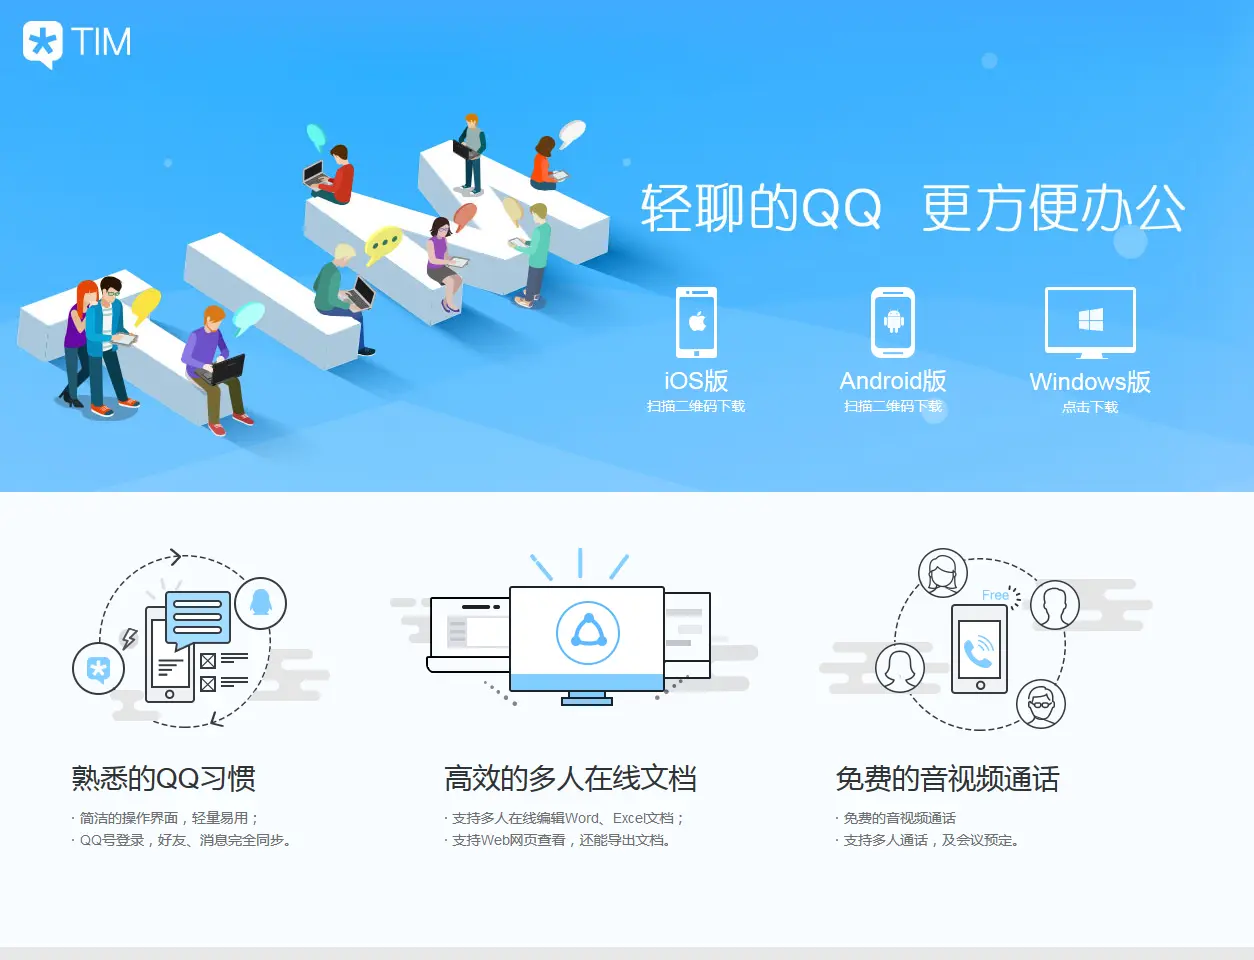 TIM
轻聊的QQ 更方便办公
iOS版
扫描二维码下载
Android版
扫描二维码下载
Windows版
点击下载
Free
熟悉的QQ习惯
· 简洁的操作界面，轻量易用；
· QQ号登录，好友、消息完全同步。
高效的多人在线文档
· 支持多人在线编辑Word、Excel文档；
· 支持Web网页查看，还能导出文档。
免费的音视频通话
· 免费的音视频通话
· 支持多人通话，及会议预定。